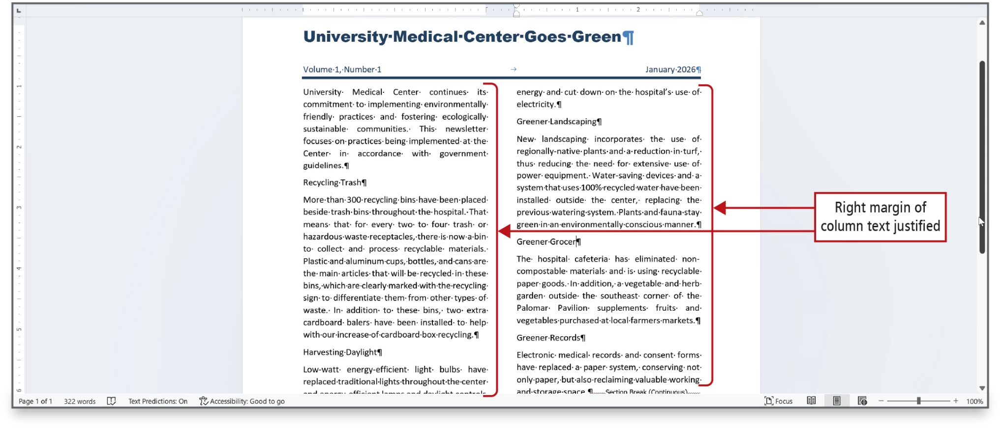 University·Medical·Center·Goes·Green¶
Volume·1,·Number·1 → January·2026¶
University· Medical· Center· continues· its·
commitment· to· implementing· environmentally·
friendly· practices· and· fostering· ecologically·
sustainable· communities.· This· newsletter·
focuses·on·practices·being·implemented·at·the·
Center· in· accordance· with· government·
guidelines.¶
Recycling·Trash¶
More·than·300·recycling·bins·have·been·placed·
beside·trash·bins·throughout·the·hospital.·That·
means· that· for· every· two· to· four· trash· or·
hazardous·waste·receptacles,·there·is·now·a·bin·
to· collect· and· process· recyclable· materials.·
Plastic·and·aluminum·cups,·bottles,·and·cans·are·
the·main·articles·that·will·be·recycled·in·these·
bins,·which·are·clearly·marked·with·the·recycling·
sign·to·differentiate·them·from·other·types·of·
waste.· In· addition· to· these· bins,· two· extra·
cardboard· balers· have· been· installed· to· help·
with·our·increase·of·cardboard·box·recycling.¶
Harvesting·Daylight¶
Low-watt· energy-efficient· light· bulbs· have·
replaced·traditional·lights·throughout·the·center·
and·energy-efficient·lamps·and·daylight·controls·
energy· and· cut· down· on· the· hospital's· use· of·
electricity.¶
Greener·Landscaping¶
New· landscaping· incorporates· the· use· of·
regionally-native·plants·and·a·reduction·in·turf,·
thus· reducing· the· need· for· extensive· use· of·
power· equipment.· Water-saving· devices· and· a·
system·that·uses·100%·recycled·water·have·been·
installed· outside· the· center,· replacing· the·
previous·watering·system.·Plants·and·fauna·stay·
green·in·an·environmentally·conscious·manner.¶
Greener·Grocer¶
The· hospital· cafeteria· has· eliminated· non-
compostable· materials· and· is· using· recyclable·
paper·goods.·In·addition,·a·vegetable·and·herb·
garden· outside· the· southeast· corner· of· the·
Palomar· Pavilion· supplements· fruits· and·
vegetables·purchased·at·local·farmers·markets.¶
Greener·Records¶
Electronic· medical· records· and· consent· forms·
have· replaced· a· paper· system,· conserving· not·
only·paper,·but·also·reclaiming·valuable·working·
and·storage·space.¶ Section Break (Continuous)
Right margin of
column text justified
1 2
1
2
3
4
5
6
Page 1 of 1 322 words Text Predictions: On Accessibility: Good to go Focus − + 100%